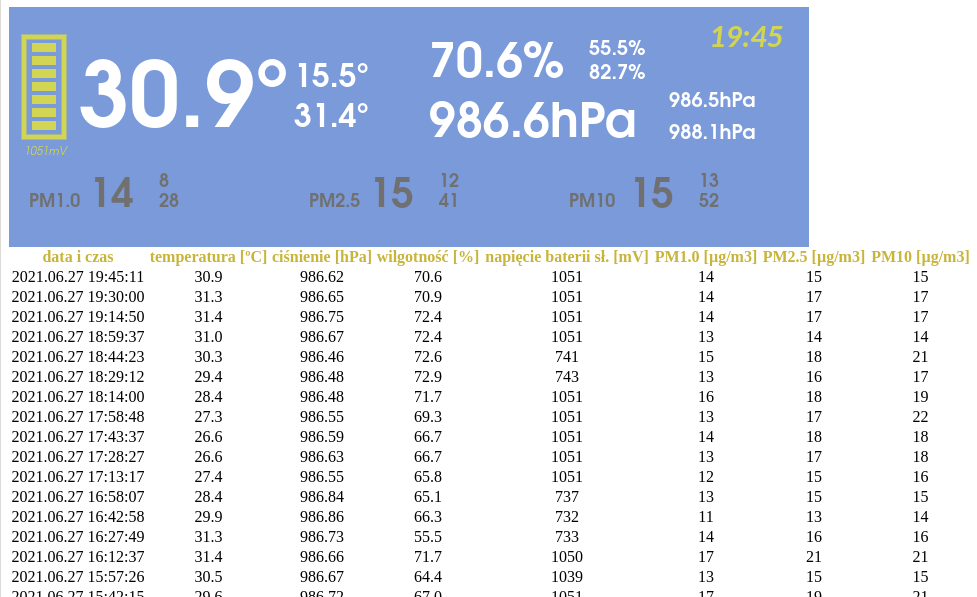 19:45
30.9°
15.5°
31.4°
70.6%
55.5%
82.7%
986.6hPa
986.5hPa
988.1hPa
1051mV
PM1.0 14 8 28
PM2.5 15 12 41
PM10 15 13 52
data i czas temperatura [°C] ciśnienie [hPa] wilgotność [%] napięcie baterii sł. [mV] PM1.0 [µg/m3] PM2.5 [µg/m3] PM10 [µg/m3]
2021.06.27 19:45:11 30.9 986.62 70.6 1051 14 15 15
2021.06.27 19:30:00 31.3 986.65 70.9 1051 14 17 17
2021.06.27 19:14:50 31.4 986.75 72.4 1051 14 17 17
2021.06.27 18:59:37 31.0 986.67 72.4 1051 13 14 14
2021.06.27 18:44:23 30.3 986.46 72.6 741 15 18 21
2021.06.27 18:29:12 29.4 986.48 72.9 743 13 16 17
2021.06.27 18:14:00 28.4 986.48 71.7 1051 16 18 19
2021.06.27 17:58:48 27.3 986.55 69.3 1051 13 17 22
2021.06.27 17:43:37 26.6 986.59 66.7 1051 14 18 18
2021.06.27 17:28:27 26.6 986.63 66.7 1051 13 17 18
2021.06.27 17:13:17 27.4 986.55 65.8 1051 12 15 16
2021.06.27 16:58:07 28.4 986.84 65.1 737 13 15 15
2021.06.27 16:42:58 29.9 986.86 66.3 732 11 13 14
2021.06.27 16:27:49 31.3 986.73 55.5 733 14 16 16
2021.06.27 16:12:37 31.4 986.66 71.7 1050 17 21 21
2021.06.27 15:57:26 30.5 986.67 64.4 1039 13 15 15
2021.06.27 15:42:15 29.6 986.72 67.0 1051 17 19 21